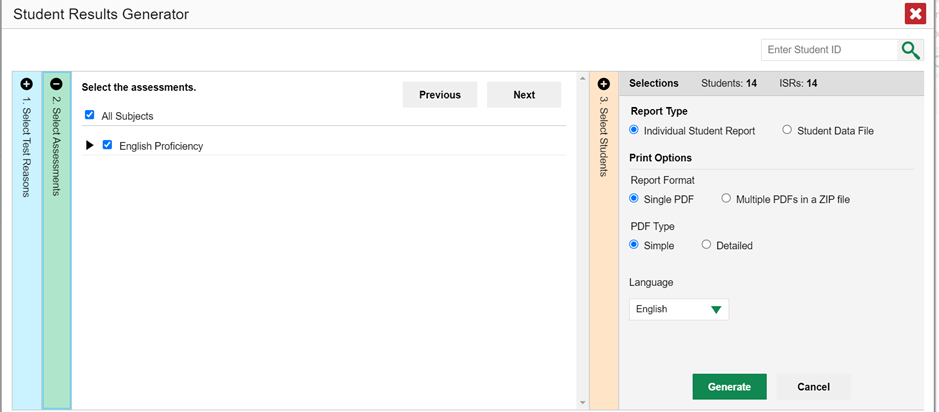 Student Results Generator
Enter Student ID
1. Select Test Reasons
2. Select Assessments
Select the assessments.
Previous
Next
All Subjects
English Proficiency
3. Select Students
Selections Students: 14 ISRs: 14
Report Type
Individual Student Report Student Data File
Print Options
Report Format
Single PDF Multiple PDFs in a ZIP file
PDF Type
Simple Detailed
Language
English
Generate Cancel